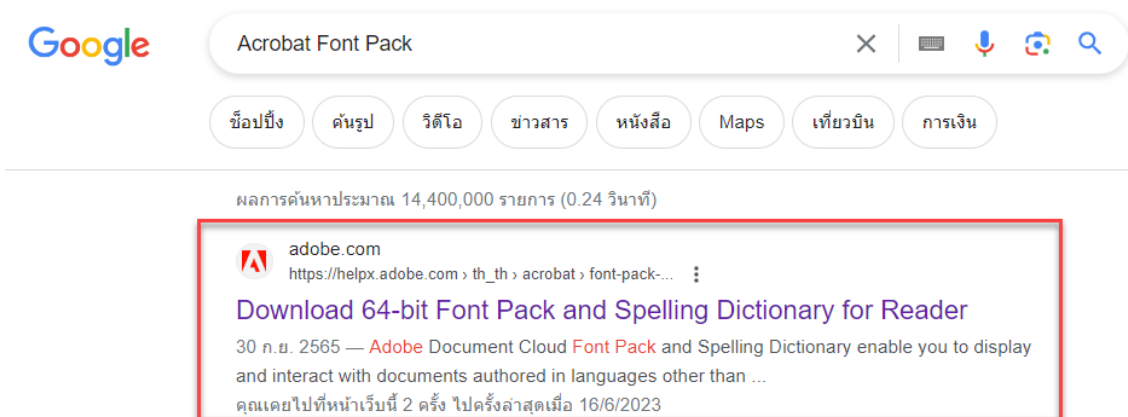 Google
Acrobat Font Pack
ช็อปปิ้ง ค้นรูป วิดีโอ ข่าวสาร หนังสือ Maps เที่ยวบิน การเงิน
ผลการค้นหาประมาณ 14,400,000 รายการ (0.24 วินาที)
adobe.com
https://helpx.adobe.com › th_th › acrobat › font-pack-...
Download 64-bit Font Pack and Spelling Dictionary for Reader
30 ก.ย. 2565 — Adobe Document Cloud Font Pack and Spelling Dictionary enable you to display
and interact with documents authored in languages other than ...
คุณเคยไปที่หน้าเว็บนี้ 2 ครั้ง ไปครั้งล่าสุดเมื่อ 16/6/2023